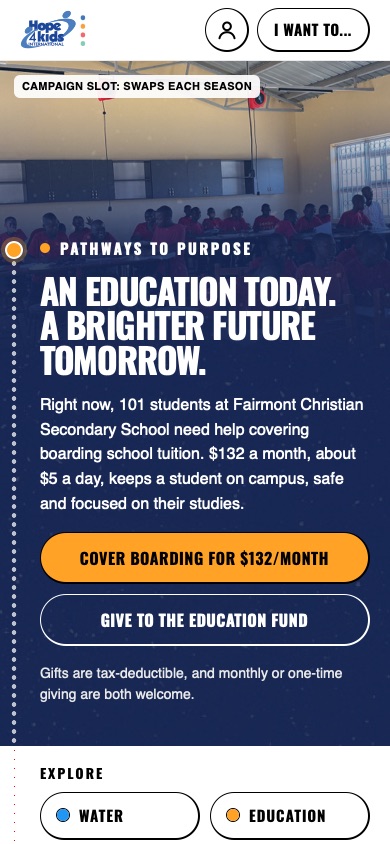 Hope
4kids
INTERNATIONAL
I WANT TO...
CAMPAIGN SLOT: SWAPS EACH SEASON
PATHWAYS TO PURPOSE
AN EDUCATION TODAY.
A BRIGHTER FUTURE
TOMORROW.
Right now, 101 students at Fairmont Christian
Secondary School need help covering
boarding school tuition. $132 a month, about
$5 a day, keeps a student on campus, safe
and focused on their studies.
COVER BOARDING FOR $132/MONTH
GIVE TO THE EDUCATION FUND
Gifts are tax-deductible, and monthly or one-time
giving are both welcome.
EXPLORE
WATER
EDUCATION